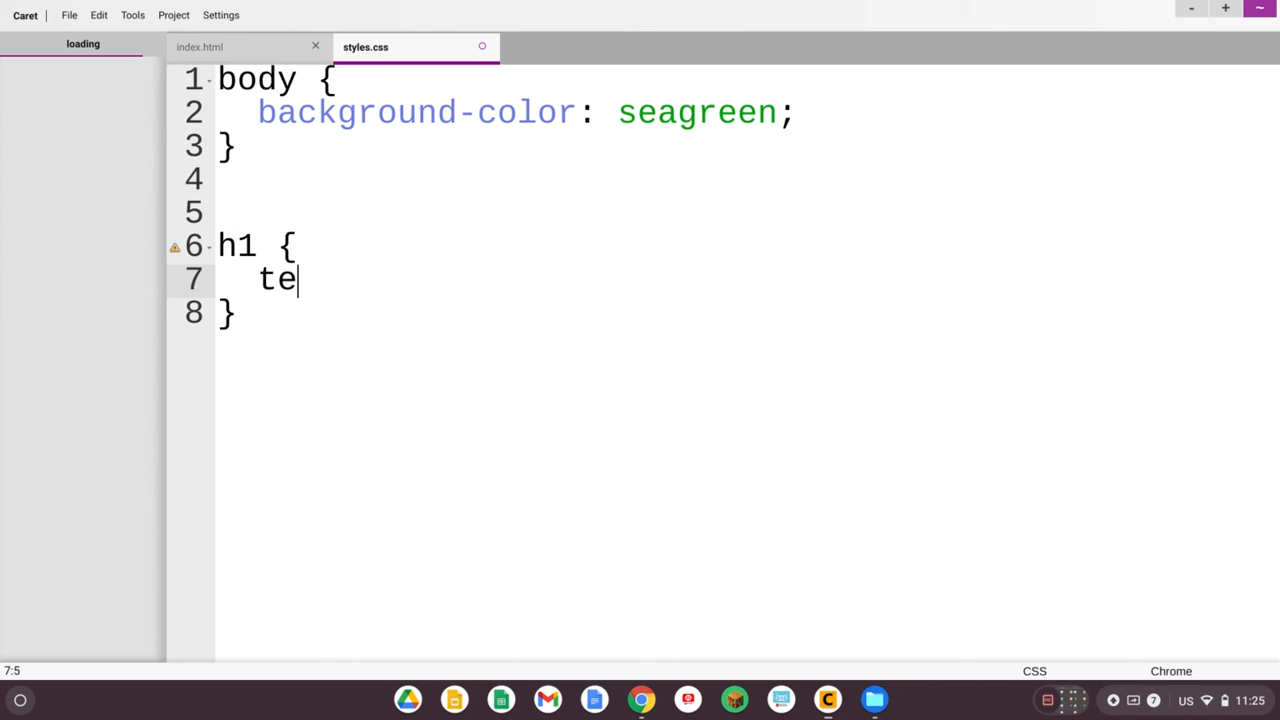 Caret File Edit Tools Project Settings - + ~
loading index.html × styles.css
1 body {
2   background-color: seagreen;
3 }
4
5
6 h1 {
7   te
8 }
7:5 CSS Chrome
7 US 11:25